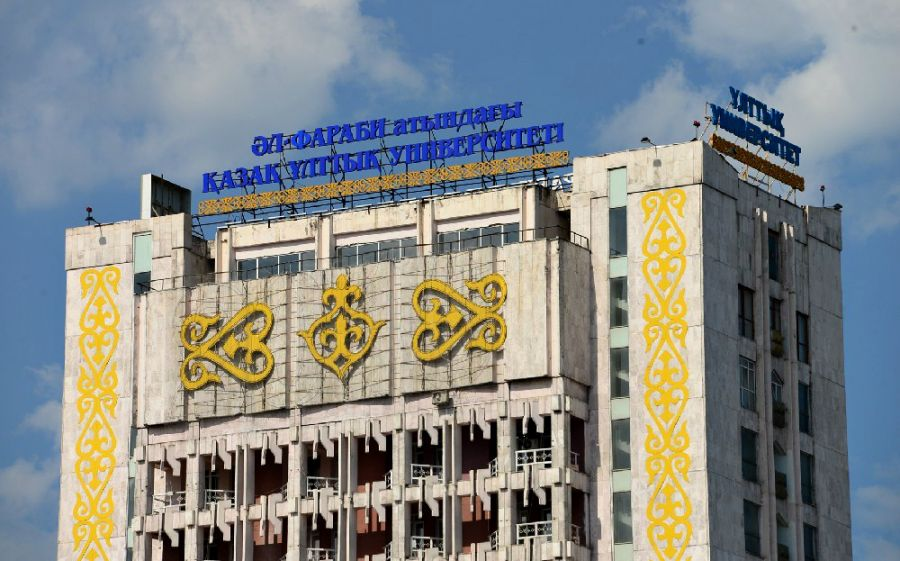 ӘЛ-ФАРАБИ атындағы
ҚАЗАҚ ҰЛТТЫҚ УНИВЕРСИТЕТІ
ҰЛТТЫҚ
УНИВЕРСИТЕТ